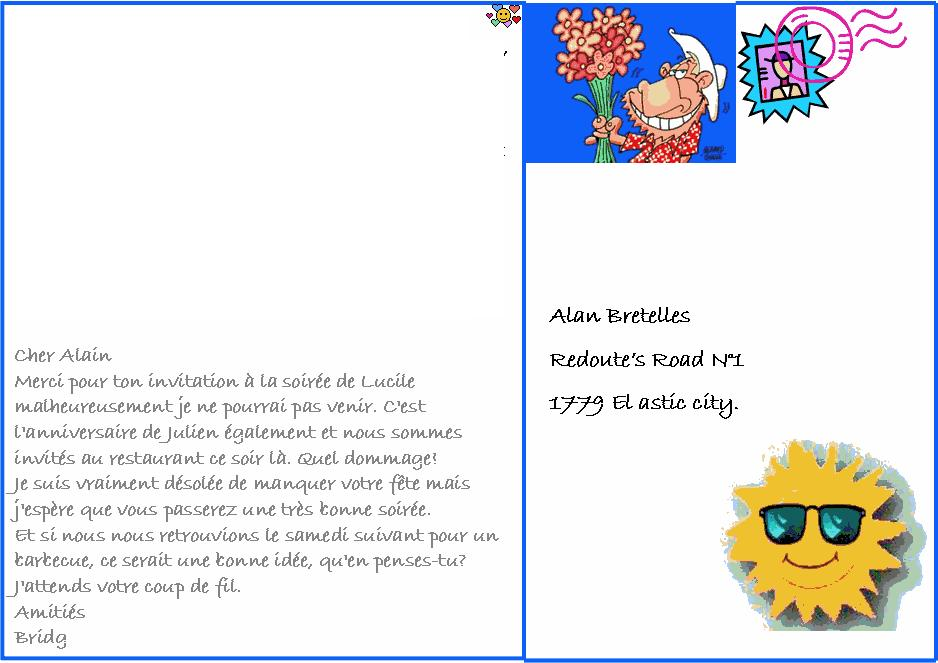 Cher Alain
Merci pour ton invitation à la soirée de Lucile
malheureusement je ne pourrai pas venir. C'est
l'anniversaire de Julien également et nous sommes
invités au restaurant ce soir là. Quel dommage!
Je suis vraiment désolée de manquer votre fête mais
j'espère que vous passerez une très bonne soirée.
Et si nous nous retrouvions le samedi suivant pour un
barbecue, ce serait une bonne idée, qu'en penses-tu?
J'attends votre coup de fil.
Amitiés
Bridg
Alan Bretelles
Redoute's Road N°1
1779 El astic city.